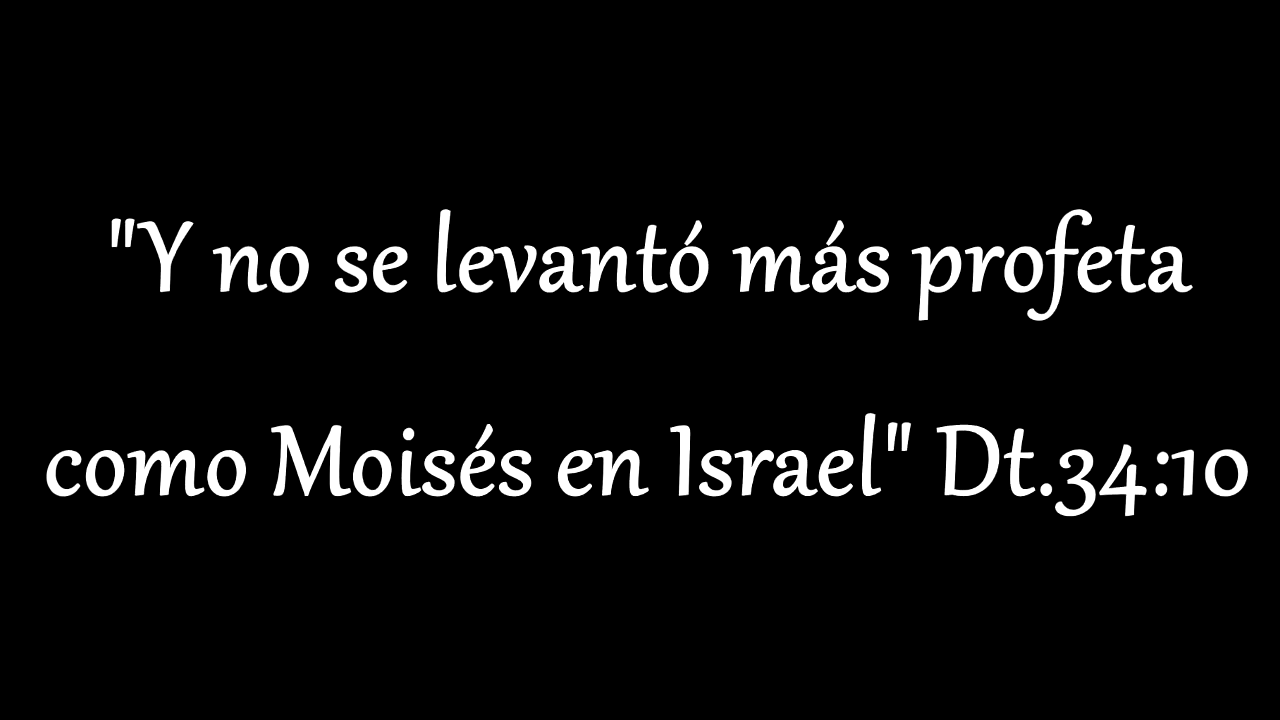 "Y no se levantó más profeta
como Moisés en Israel" Dt.34:10